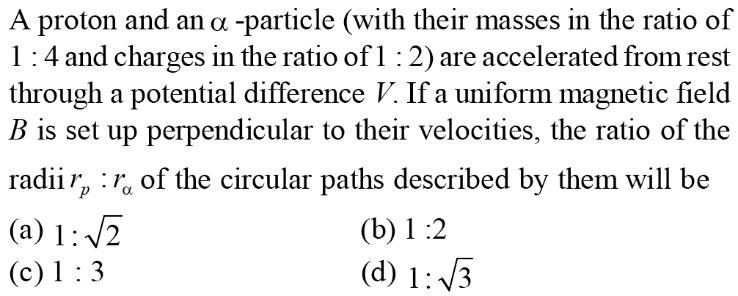 A proton and an α -particle (with their masses in the ratio of
1 : 4 and charges in the ratio of 1 : 2) are accelerated from rest
through a potential difference V. If a uniform magnetic field
B is set up perpendicular to their velocities, the ratio of the
radii r_p : r_α of the circular paths described by them will be
(a) 1:√2 (b) 1 :2
(c) 1 : 3 (d) 1:√3